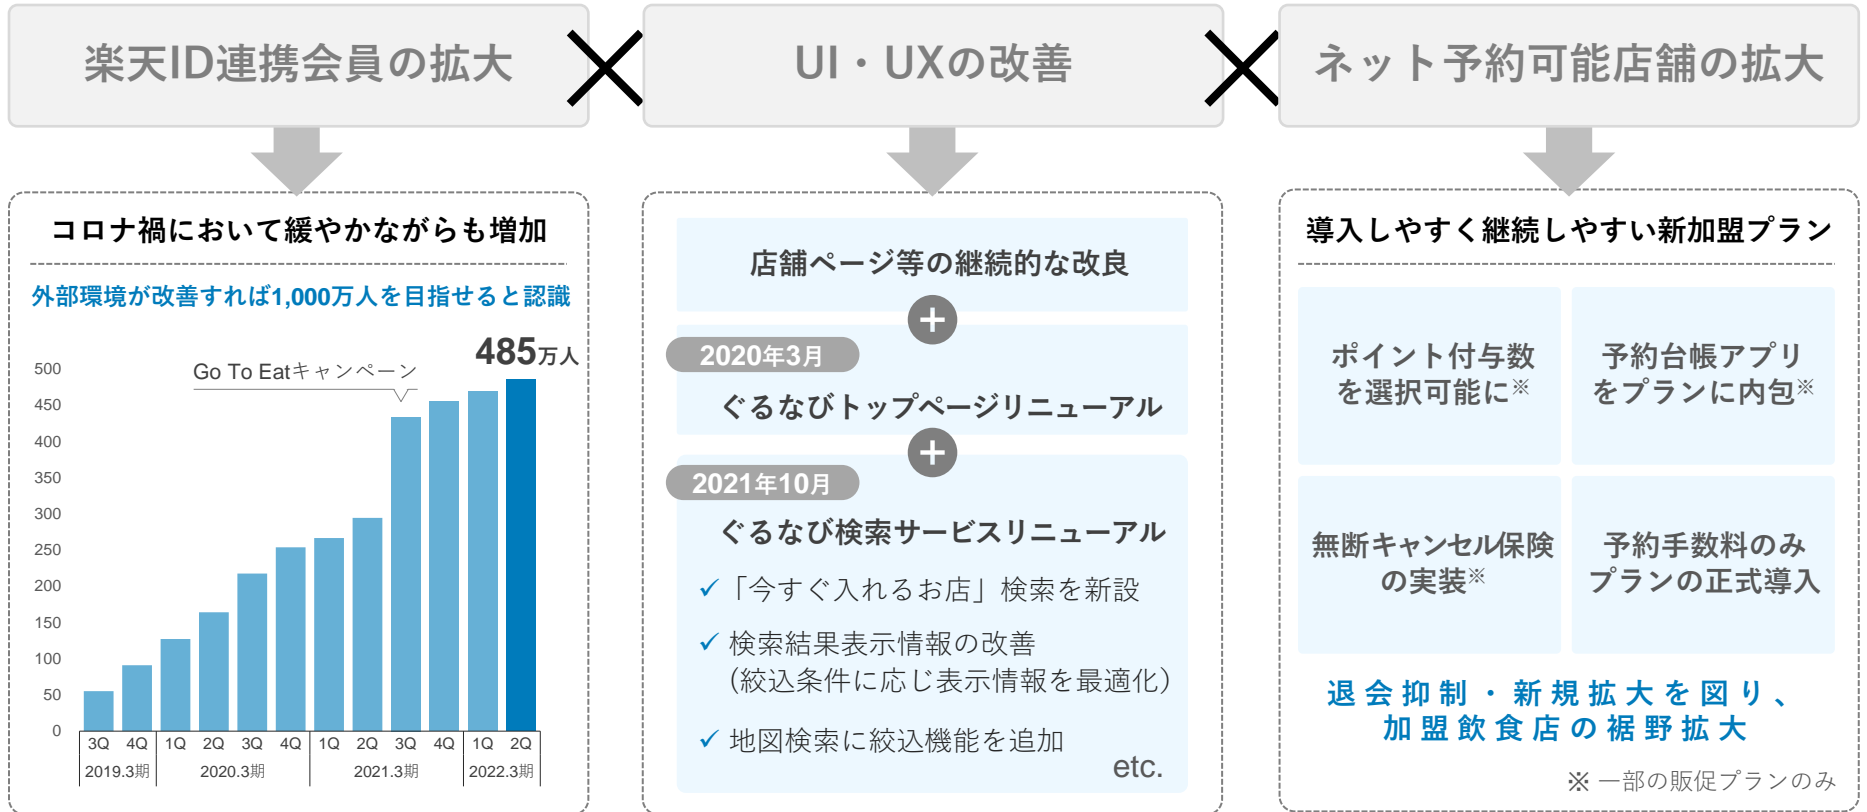 楽天ID連携会員の拡大
コロナ禍において緩やかながらも増加
外部環境が改善すれば1,000万人を目指せると認識
485万人
Go To Eatキャンペーン
500
450
400
350
300
250
200
150
100
50
0
3Q 4Q 1Q 2Q 3Q 4Q 1Q 2Q 3Q 4Q 1Q 2Q
2019.3期 2020.3期 2021.3期 2022.3期
UI・UXの改善
店舗ページ等の継続的な改良
+
2020年3月
ぐるなびトップページリニューアル
+
2021年10月
ぐるなび検索サービスリニューアル
✓「今すぐ入れるお店」検索を新設
✓ 検索結果表示情報の改善
(絞込条件に応じ表示情報を最適化)
✓ 地図検索に絞込機能を追加
etc.
ネット予約可能店舗の拡大
導入しやすく継続しやすい新加盟プラン
ポイント付与数
を選択可能に※
予約台帳アプリ
をプランに内包※
無断キャンセル保険
の実装※
予約手数料のみ
プランの正式導入
退会抑制・新規拡大を図り、
加盟飲食店の裾野拡大
※ 一部の販促プランのみ